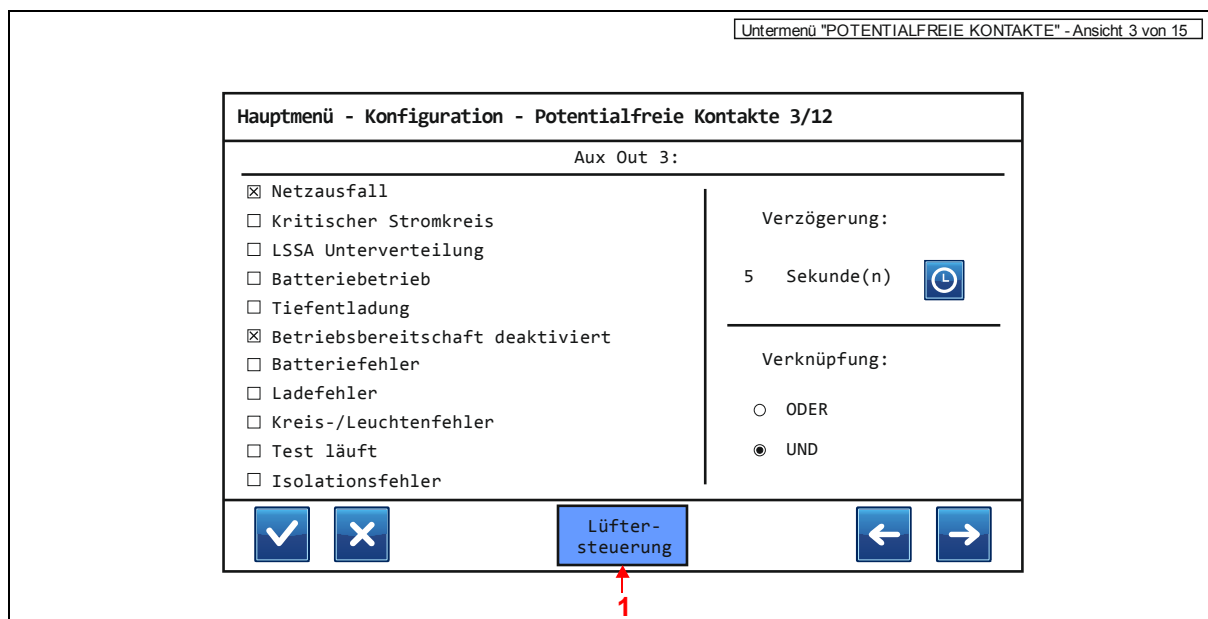 Untermenü "POTENTIALFREIE KONTAKTE" - Ansicht 3 von 15
Hauptmenü - Konfiguration - Potentialfreie Kontakte 3/12
Aux Out 3:
Netzausfall
Kritischer Stromkreis
LSSA Unterverteilung
Batteriebetrieb
Tiefentladung
Betriebsbereitschaft deaktiviert
Batteriefehler
Ladefehler
Kreis-/Leuchtenfehler
Test läuft
Isolationsfehler
Verzögerung:
5 Sekunde(n)
Verknüpfung:
ODER
UND
Lüfter-
steuerung
1